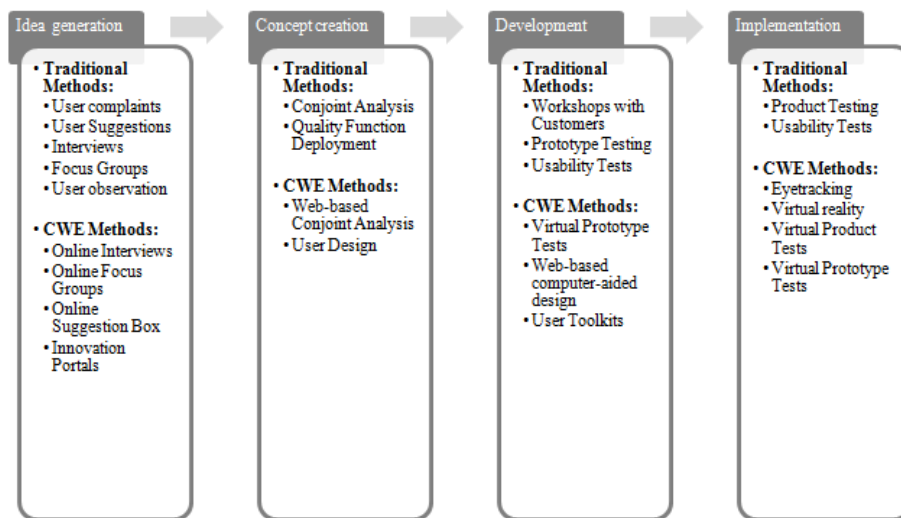 Idea generation
• Traditional
Methods:
• User complaints
• User Suggestions
• Interviews
• Focus Groups
• User observation
• CWE Methods:
• Online Interviews
• Online Focus
Groups
• Online
Suggestion Box
• Innovation
Portals
Concept creation
• Traditional
Methods:
• Conjoint Analysis
• Quality Function
Deployment
• CWE Methods:
• Web-based
Conjoint Analysis
• User Design
Development
• Traditional
Methods:
• Workshops with
Customers
• Prototype Testing
• Usability Tests
• CWE Methods:
• Virtual Prototype
Tests
• Web-based
computer-aided
design
• User Toolkits
Implementation
• Traditional
Methods:
• Product Testing
• Usability Tests
• CWE Methods:
• Eyetracking
• Virtual reality
• Virtual Product
Tests
• Virtual Prototype
Tests